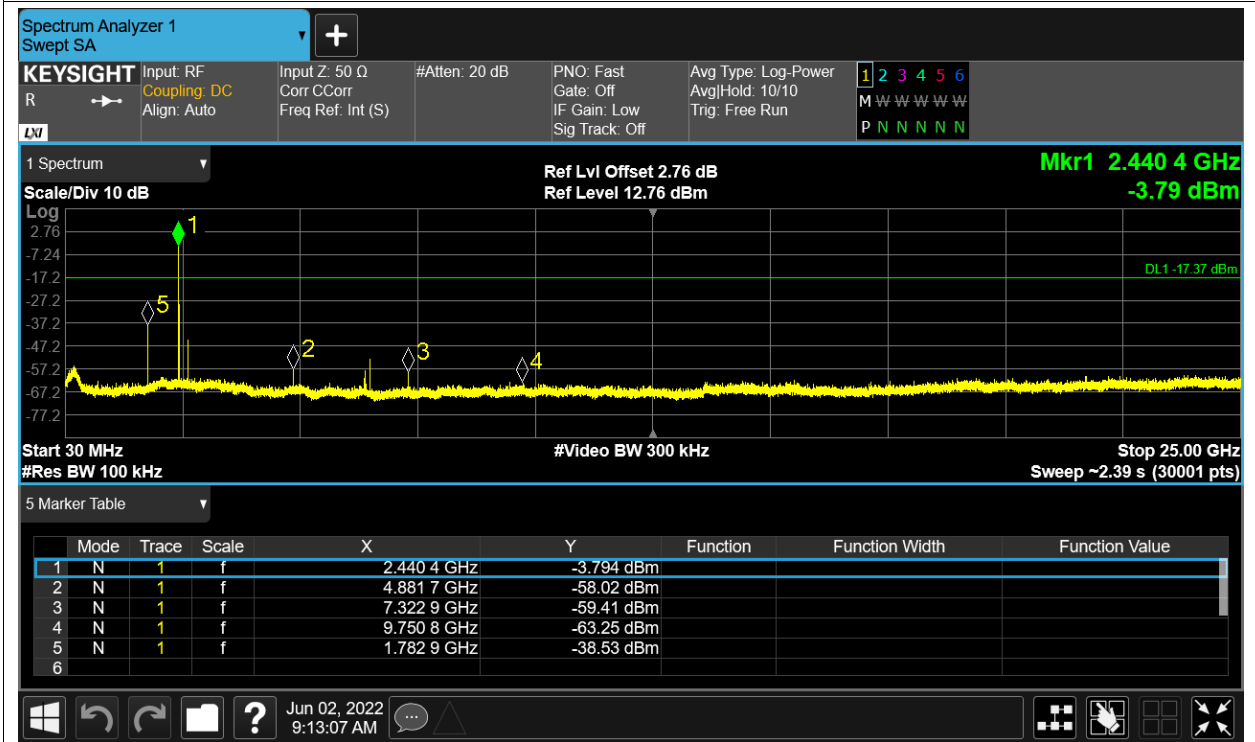 Spectrum Analyzer 1
Swept SA
+
KEYSIGHT Input: RF Input Z: 50 Ω #Atten: 20 dB PNO: Fast Avg Type: Log-Power 1 2 3 4 5 6
R Coupling: DC Corr CCorr Gate: Off Avg|Hold: 10/10 M W W W W W
Align: Auto Freq Ref: Int (S) IF Gain: Low Trig: Free Run
LXI Sig Track: Off P N N N N N
1 Spectrum Ref Lvl Offset 2.76 dB Mkr1 2.440 4 GHz
Scale/Div 10 dB Ref Level 12.76 dBm -3.79 dBm
Log
2.76
-7.24
-17.2
-27.2
-37.2
-47.2
-57.2
-67.2
-77.2
1
DL1 -17.37 dBm
5
2
3
4
Start 30 MHz #Video BW 300 kHz Stop 25.00 GHz
#Res BW 100 kHz Sweep ~2.39 s (30001 pts)
5 Marker Table
Mode Trace Scale X Y Function Function Width Function Value
1 N 1 f 2.440 4 GHz -3.794 dBm
2 N 1 f 4.881 7 GHz -58.02 dBm
3 N 1 f 7.322 9 GHz -59.41 dBm
4 N 1 f 9.750 8 GHz -63.25 dBm
5 N 1 f 1.782 9 GHz -38.53 dBm
6
? Jun 02, 2022
9:13:07 AM